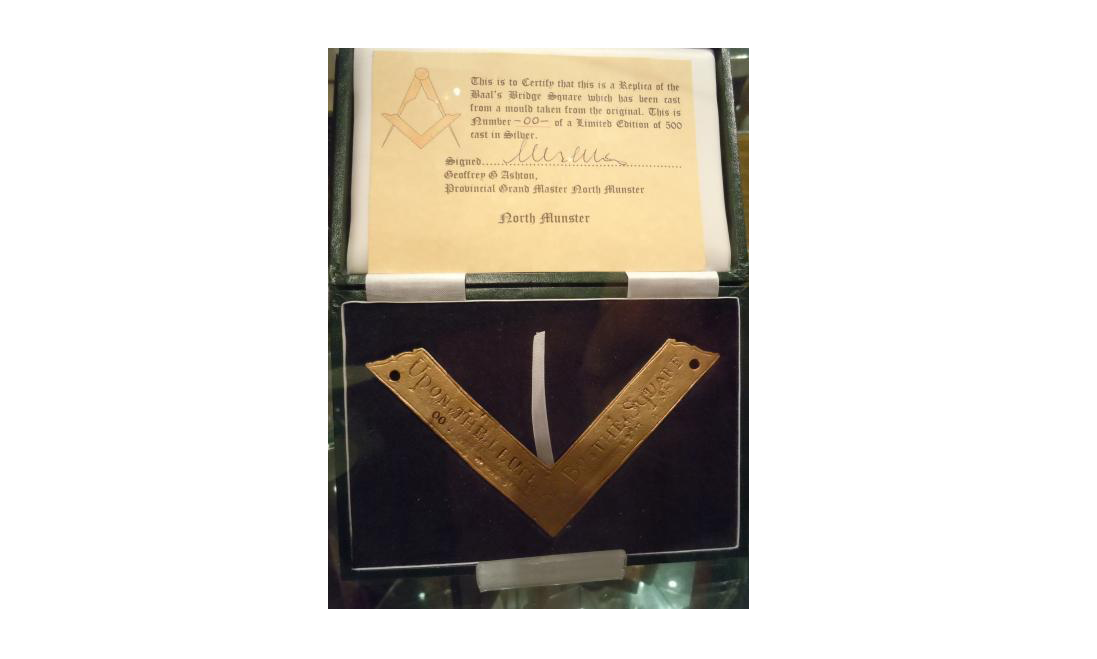 This is to Certify that this is a Replica of the
Baal's Bridge Square which has been cast
from a mould taken from the original. This is
Number -00- of a Limited Edition of 500
cast in Silver.
Signed
Geoffrey G Ashton,
Provincial Grand Master North Munster
North Munster
UPON THE LEUEL
BY THE SQUARE
00